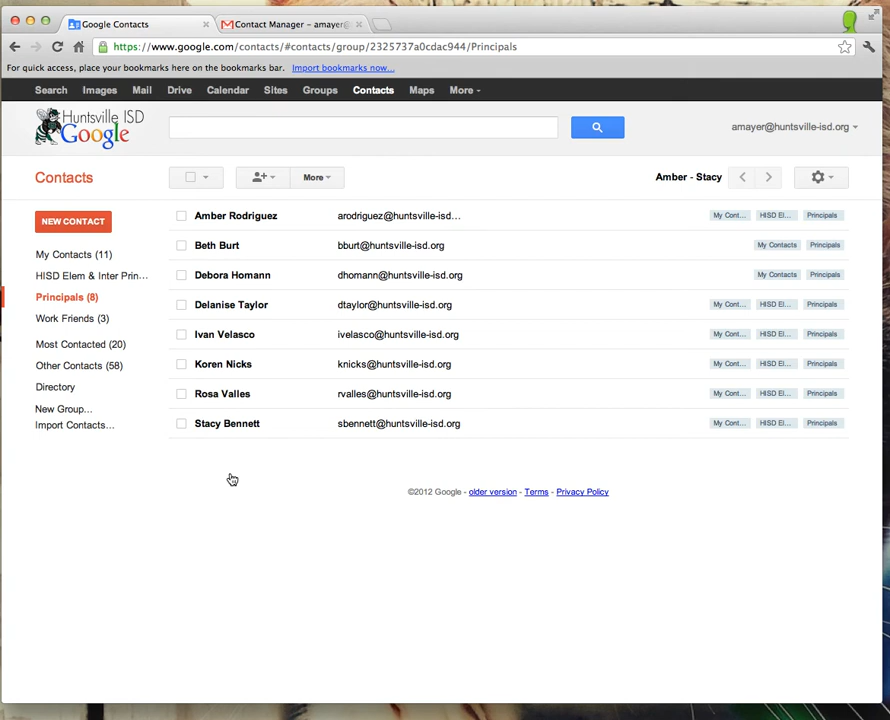 Google Contacts
Contact Manager - amayer@
https://www.google.com/contacts/#contacts/group/2325737a0cdac944/Principals
For quick access, place your bookmarks here on the bookmarks bar. Import bookmarks now...
Search Images Mail Drive Calendar Sites Groups Contacts Maps More
Huntsville ISD
Google
amayer@huntsville-isd.org
Contacts
More
Amber - Stacy
NEW CONTACT
My Contacts (11)
HISD Elem & Inter Prin...
Principals (8)
Work Friends (3)
Most Contacted (20)
Other Contacts (58)
Directory
New Group...
Import Contacts...
Amber Rodriguez arodriguez@huntsville-isd... My Cont... HISD El... Principals
Beth Burt bburt@huntsville-isd.org My Contacts Principals
Debora Homann dhomann@huntsville-isd.org My Contacts Principals
Delanise Taylor dtaylor@huntsville-isd.org My Cont... HISD El... Principals
Ivan Velasco ivelasco@huntsville-isd.org My Cont... HISD El... Principals
Koren Nicks knicks@huntsville-isd.org My Cont... HISD El... Principals
Rosa Valles rvalles@huntsville-isd.org My Cont... HISD El... Principals
Stacy Bennett sbennett@huntsville-isd.org My Cont... HISD El... Principals
©2012 Google - older version - Terms - Privacy Policy